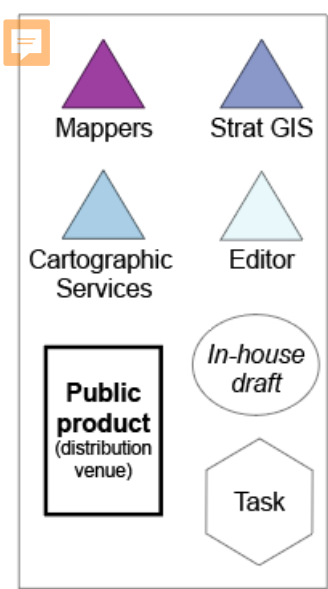 Mappers
Strat GIS
Cartographic
Services
Editor
In-house
draft
Public
product
(distribution
venue)
Task